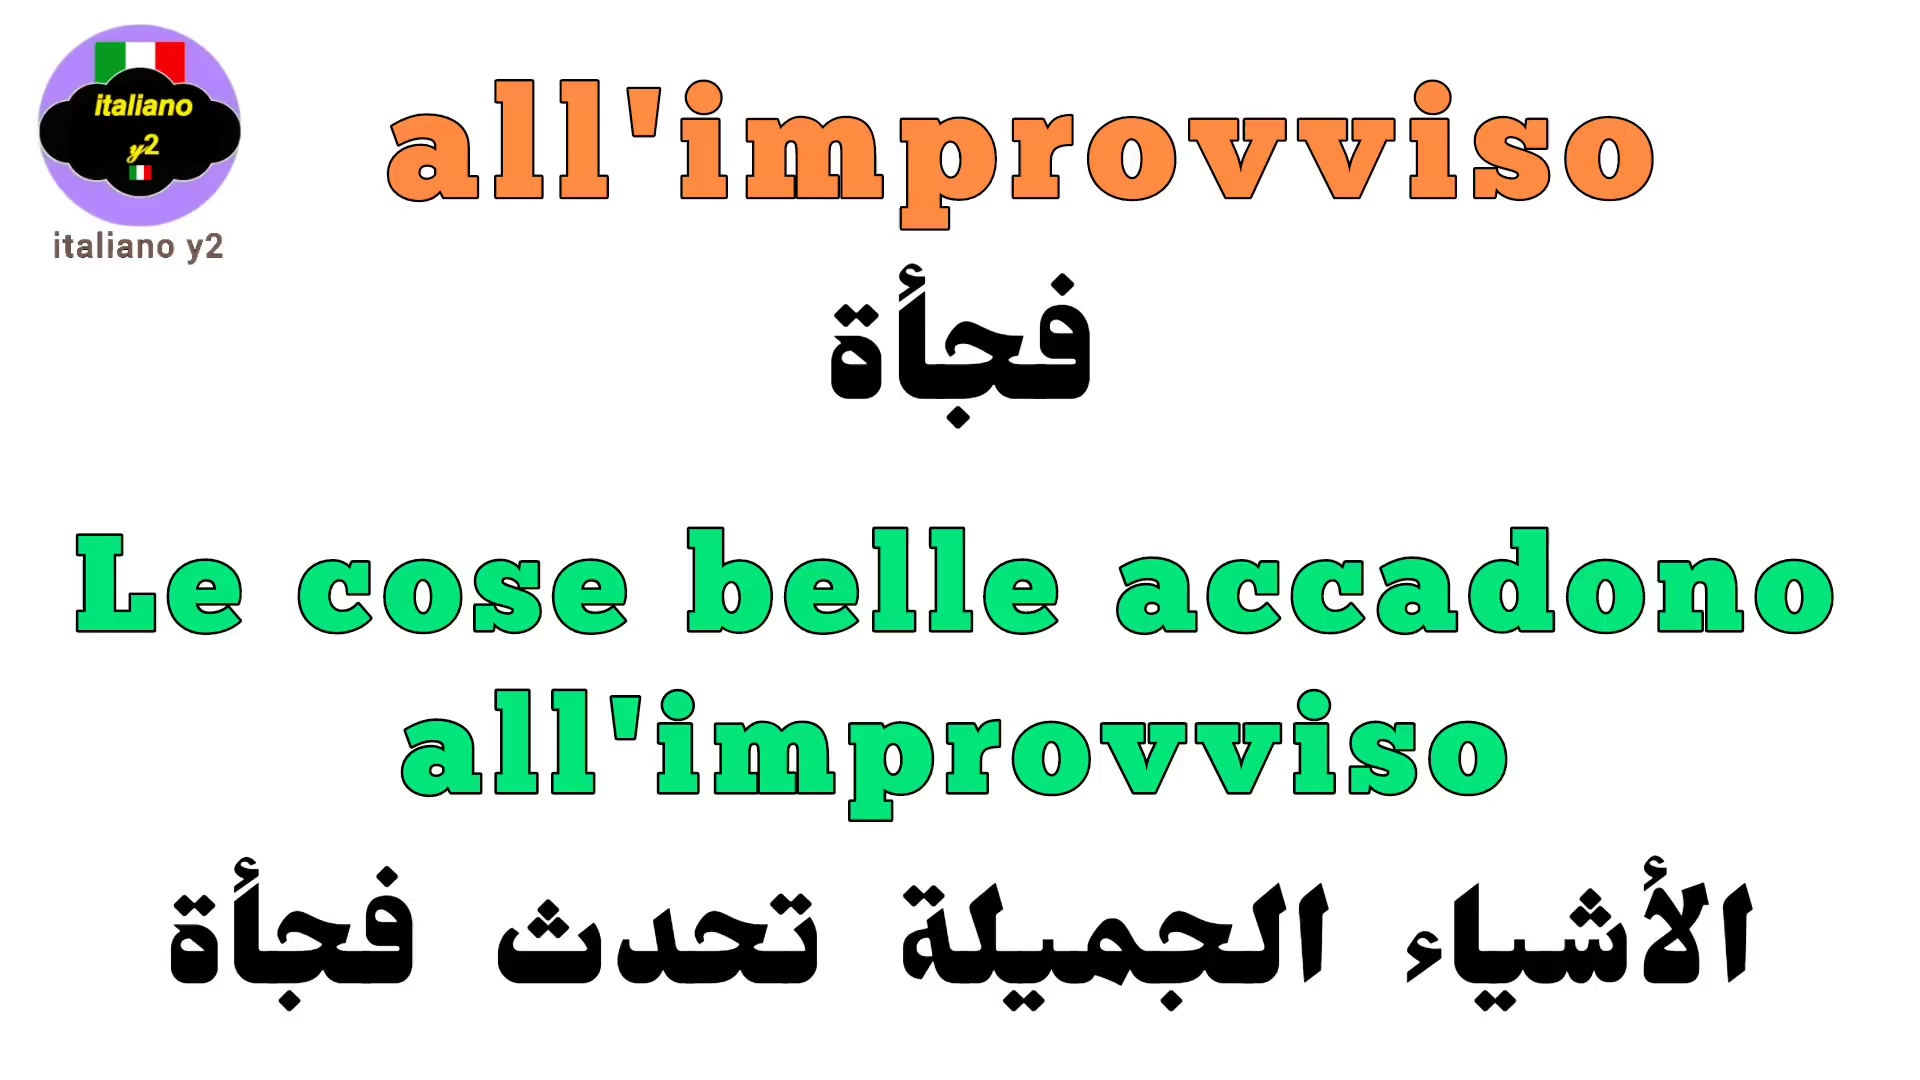 italiano
y2
italiano y2
all'improvviso
فجأة
Le cose belle accadono
all'improvviso
الأشياء الجميلة تحدث فجأة